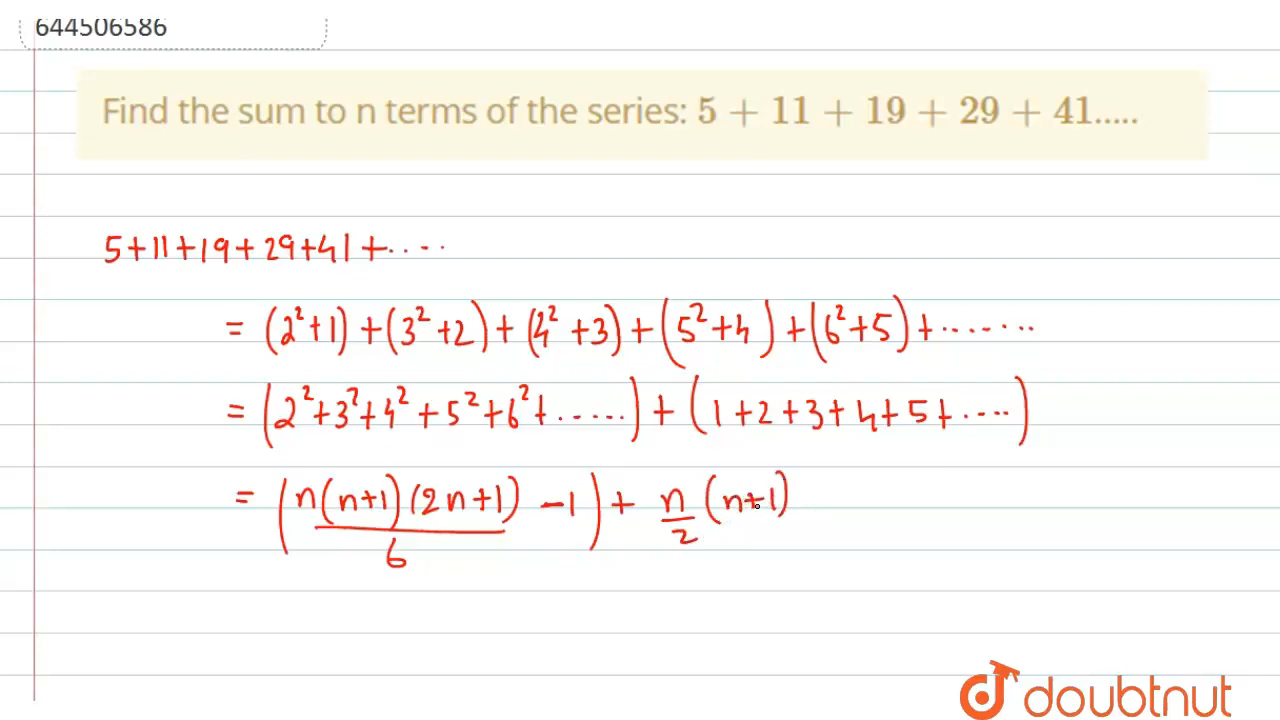 644506586
Find the sum to n terms of the series: 5 + 11 + 19 + 29 + 41.....
5+11+19+29+41+....
= (2²+1)+(3²+2)+(4²+3)+(5²+4)+(6²+5)+.......
= (2²+3²+4²+5²+6²+.....)+(1+2+3+4+5+....)
= (n(n+1)(2n+1)/6 -1)+n/2(n+1)
doubtnut